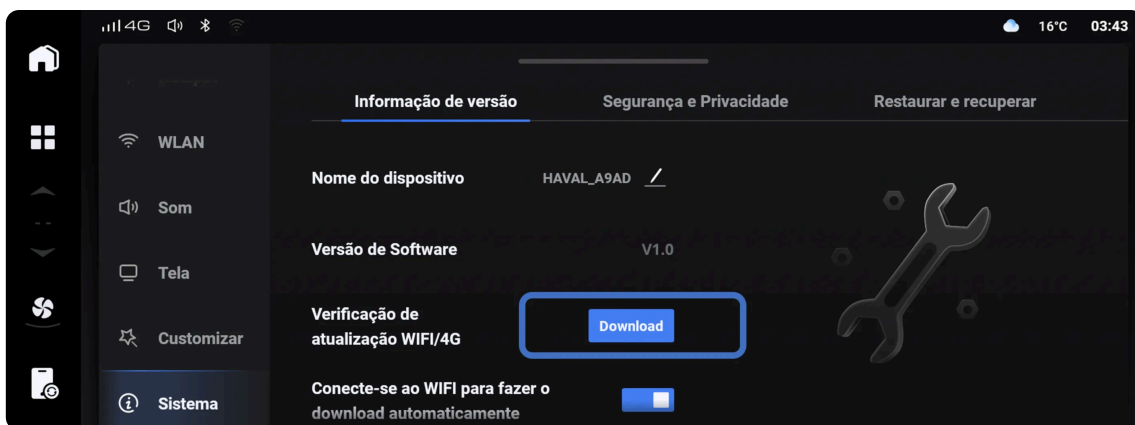 4G
16°C 03:43
Informação de versão Segurança e Privacidade Restaurar e recuperar
WLAN
Nome do dispositivo HAVAL_A9AD
Som
Versão de Software V1.0
Tela
Verificação de
atualização WIFI/4G
Download
Customizar
Conecte-se ao WIFI para fazer o
download automaticamente
Sistema